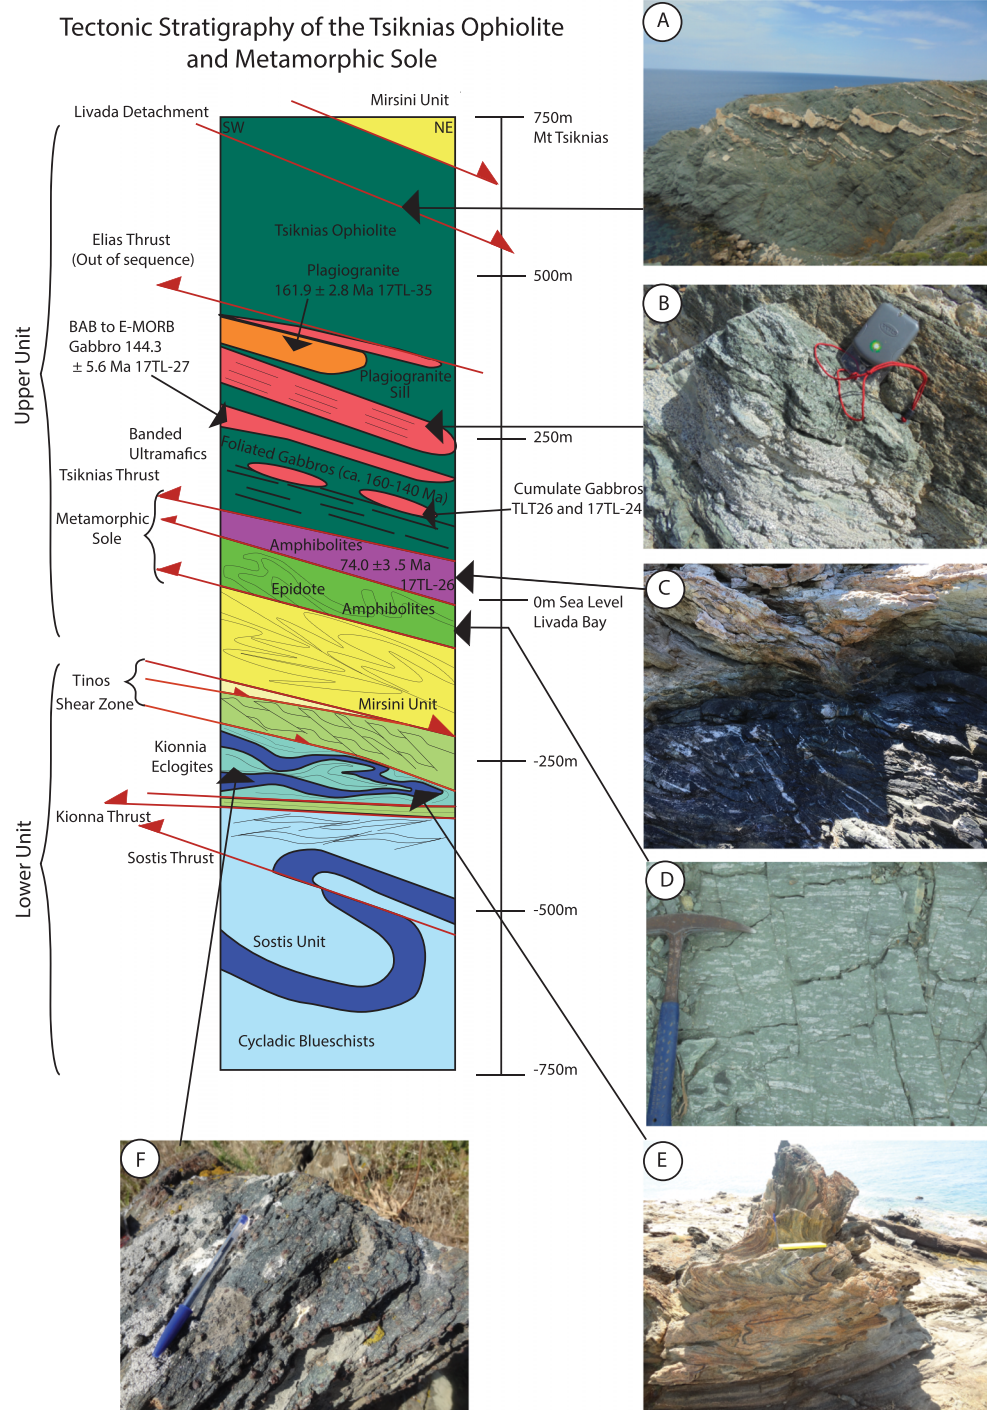 Tectonic Stratigraphy of the Tsiknias Ophiolite
and Metamorphic Sole
A
Mirsini Unit
Livada Detachment
SW
NE
750m
Mt Tsiknias
Tsiknias Ophiolite
Elias Thrust
(Out of sequence)
Plagiogranite
161.9 ± 2.8 Ma 17TL-35
500m
B
BAB to E-MORB
Gabbro 144.3
± 5.6 Ma 17TL-27
Plagiogranite
Sill
Upper Unit
250m
Banded
Ultramafics
Foliated Gabbros (ca. 160-140 Ma)
Tsiknias Thrust
Cumulate Gabbros
TLT26 and 17TL-24
Metamorphic
Sole
Amphibolites
74.0 ±3 .5 Ma
17TL-26
C
Epidote
Amphibolites
0m Sea Level
Livada Bay
Tinos
Shear Zone
Mirsini Unit
Kionnia
Eclogites
-250m
Kionna Thrust
Sostis Thrust
Lower Unit
D
-500m
Sostis Unit
Cycladic Blueschists
-750m
F
E